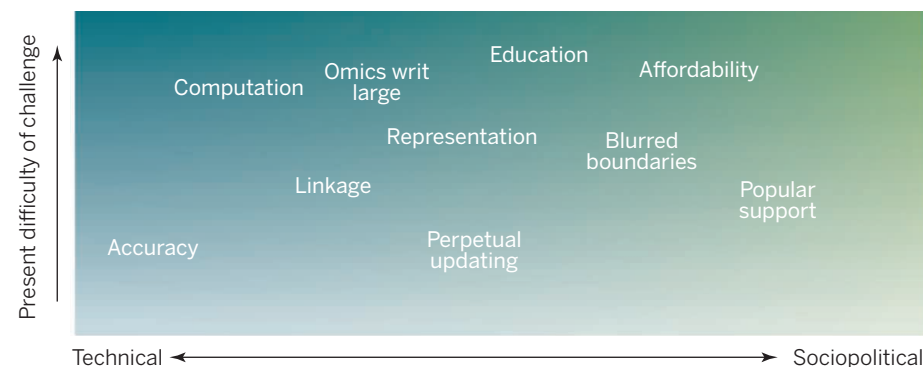 Present difficulty of challenge
Education
Omics writ
large
Affordability
Computation
Representation
Blurred
boundaries
Linkage
Popular
support
Accuracy
Perpetual
updating
Technical
Sociopolitical